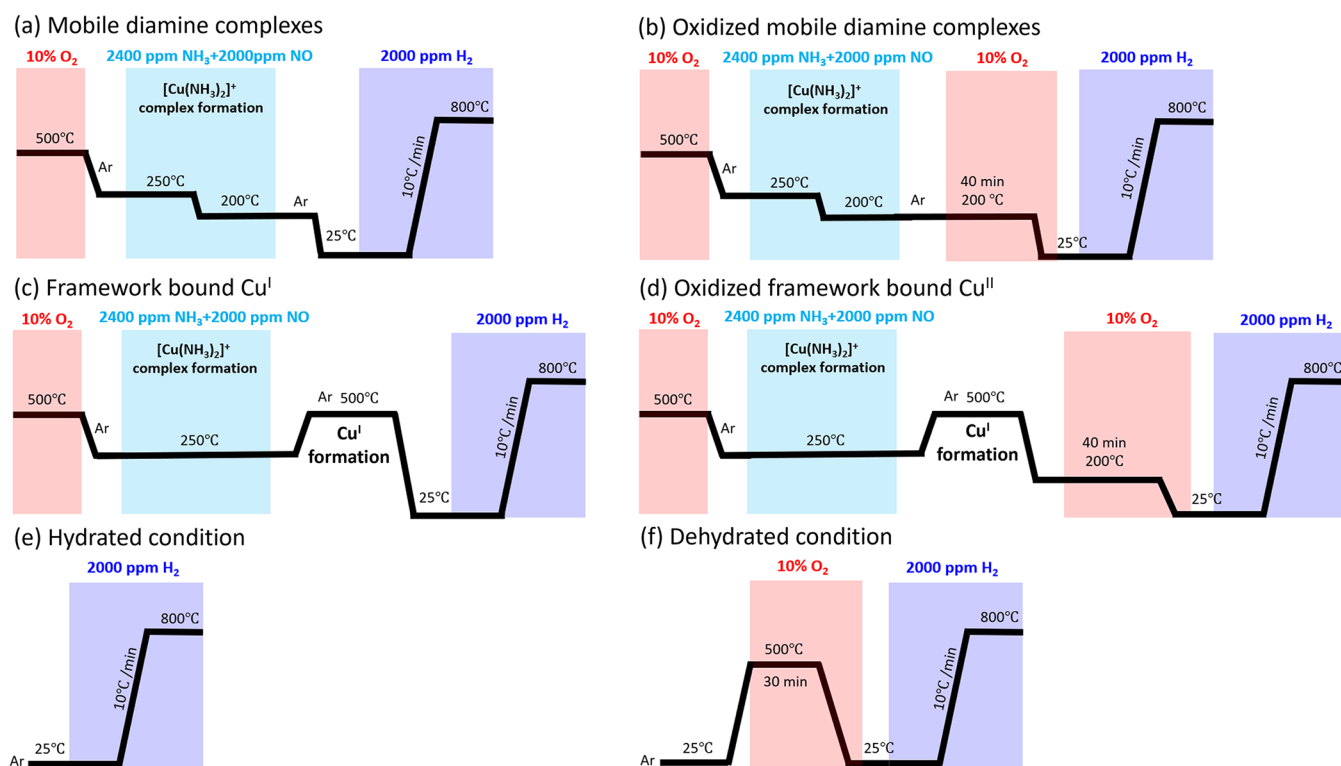 (a) Mobile diamine complexes
10% O₂
2400 ppm NH₃+2000ppm NO
2000 ppm H₂
[Cu(NH₃)₂]⁺
complex formation
500℃
Ar
250℃
200℃
Ar
25℃
10℃ /min
800℃
(b) Oxidized mobile diamine complexes
10% O₂
2400 ppm NH₃+2000 ppm NO
10% O₂
2000 ppm H₂
[Cu(NH₃)₂]⁺
complex formation
500℃
Ar
250℃
200℃
Ar
40 min
200 ℃
25℃
10℃ /min
800℃
(c) Framework bound Cuᴵ
10% O₂
2400 ppm NH₃+2000 ppm NO
2000 ppm H₂
[Cu(NH₃)₂]⁺
complex formation
500℃
Ar
250℃
Ar 500℃
Cuᴵ
formation
25℃
10℃ /min
800℃
(d) Oxidized framework bound Cuᴵᴵ
10% O₂
2400 ppm NH₃+2000 ppm NO
10% O₂
2000 ppm H₂
[Cu(NH₃)₂]⁺
complex formation
500℃
Ar
250℃
Ar 500℃
Cuᴵ
formation
40 min
200℃
25℃
10℃ /min
800℃
(e) Hydrated condition
2000 ppm H₂
Ar
25℃
10℃ /min
800℃
(f) Dehydrated condition
10% O₂
2000 ppm H₂
Ar
25℃
500℃
30 min
25℃
10℃ /min
800℃